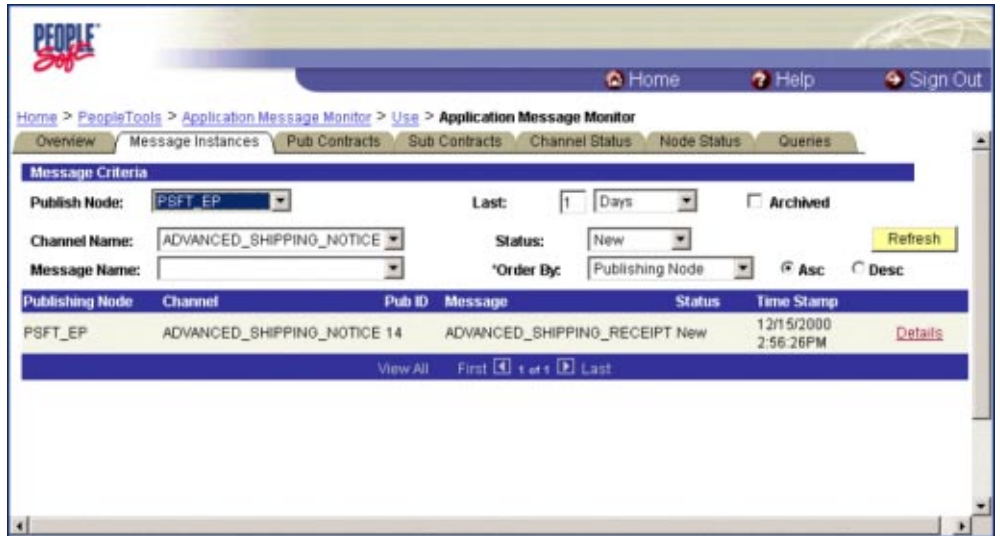 PEOPLE
Soft
Home Help Sign Out
Home > PeopleTools > Application Message Monitor > Use > Application Message Monitor
Overview Message Instances Pub Contracts Sub Contracts Channel Status Node Status Queries
Message Criteria
Publish Node: PSFT_EP Last: 1 Days Archived
Channel Name: ADVANCED_SHIPPING_NOTICE Status: New Refresh
Message Name: *Order By: Publishing Node Asc Desc
Publishing Node Channel Pub ID Message Status Time Stamp
PSFT_EP ADVANCED_SHIPPING_NOTICE 14 ADVANCED_SHIPPING_RECEIPT New 12/15/2000
2:56:26PM Details
View All First 1 of 1 Last